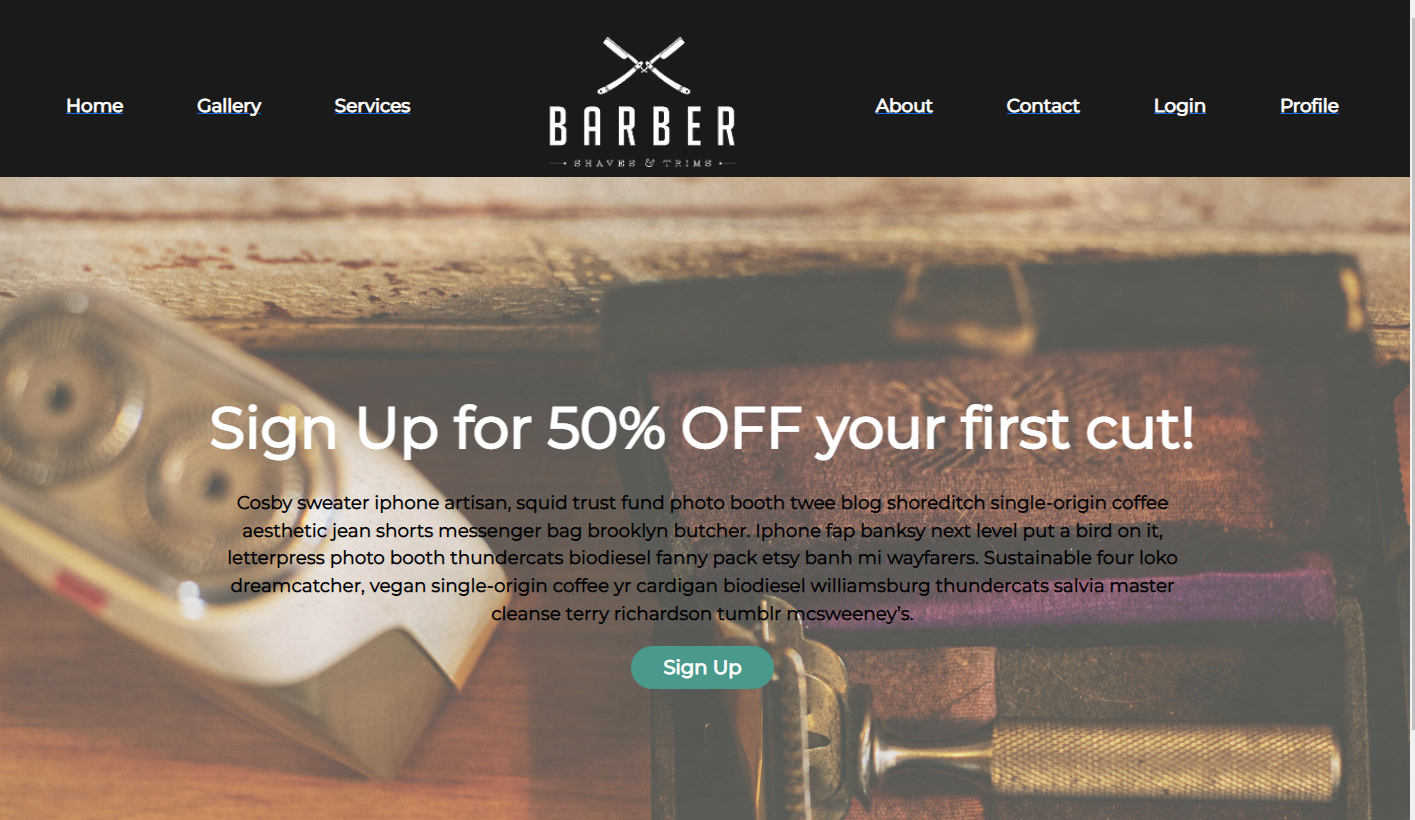 Home Gallery Services
BARBER
SHAVES & TRIMS
About Contact Login Profile
Sign Up for 50% OFF your first cut!
Cosby sweater iphone artisan, squid trust fund photo booth twee blog shoreditch single-origin coffee
aesthetic jean shorts messenger bag brooklyn butcher. Iphone fap banksy next level put a bird on it,
letterpress photo booth thundercats biodiesel fanny pack etsy banh mi wayfarers. Sustainable four loko
dreamcatcher, vegan single-origin coffee yr cardigan biodiesel williamsburg thundercats salvia master
cleanse terry richardson tumblr mcsweeney’s.
Sign Up